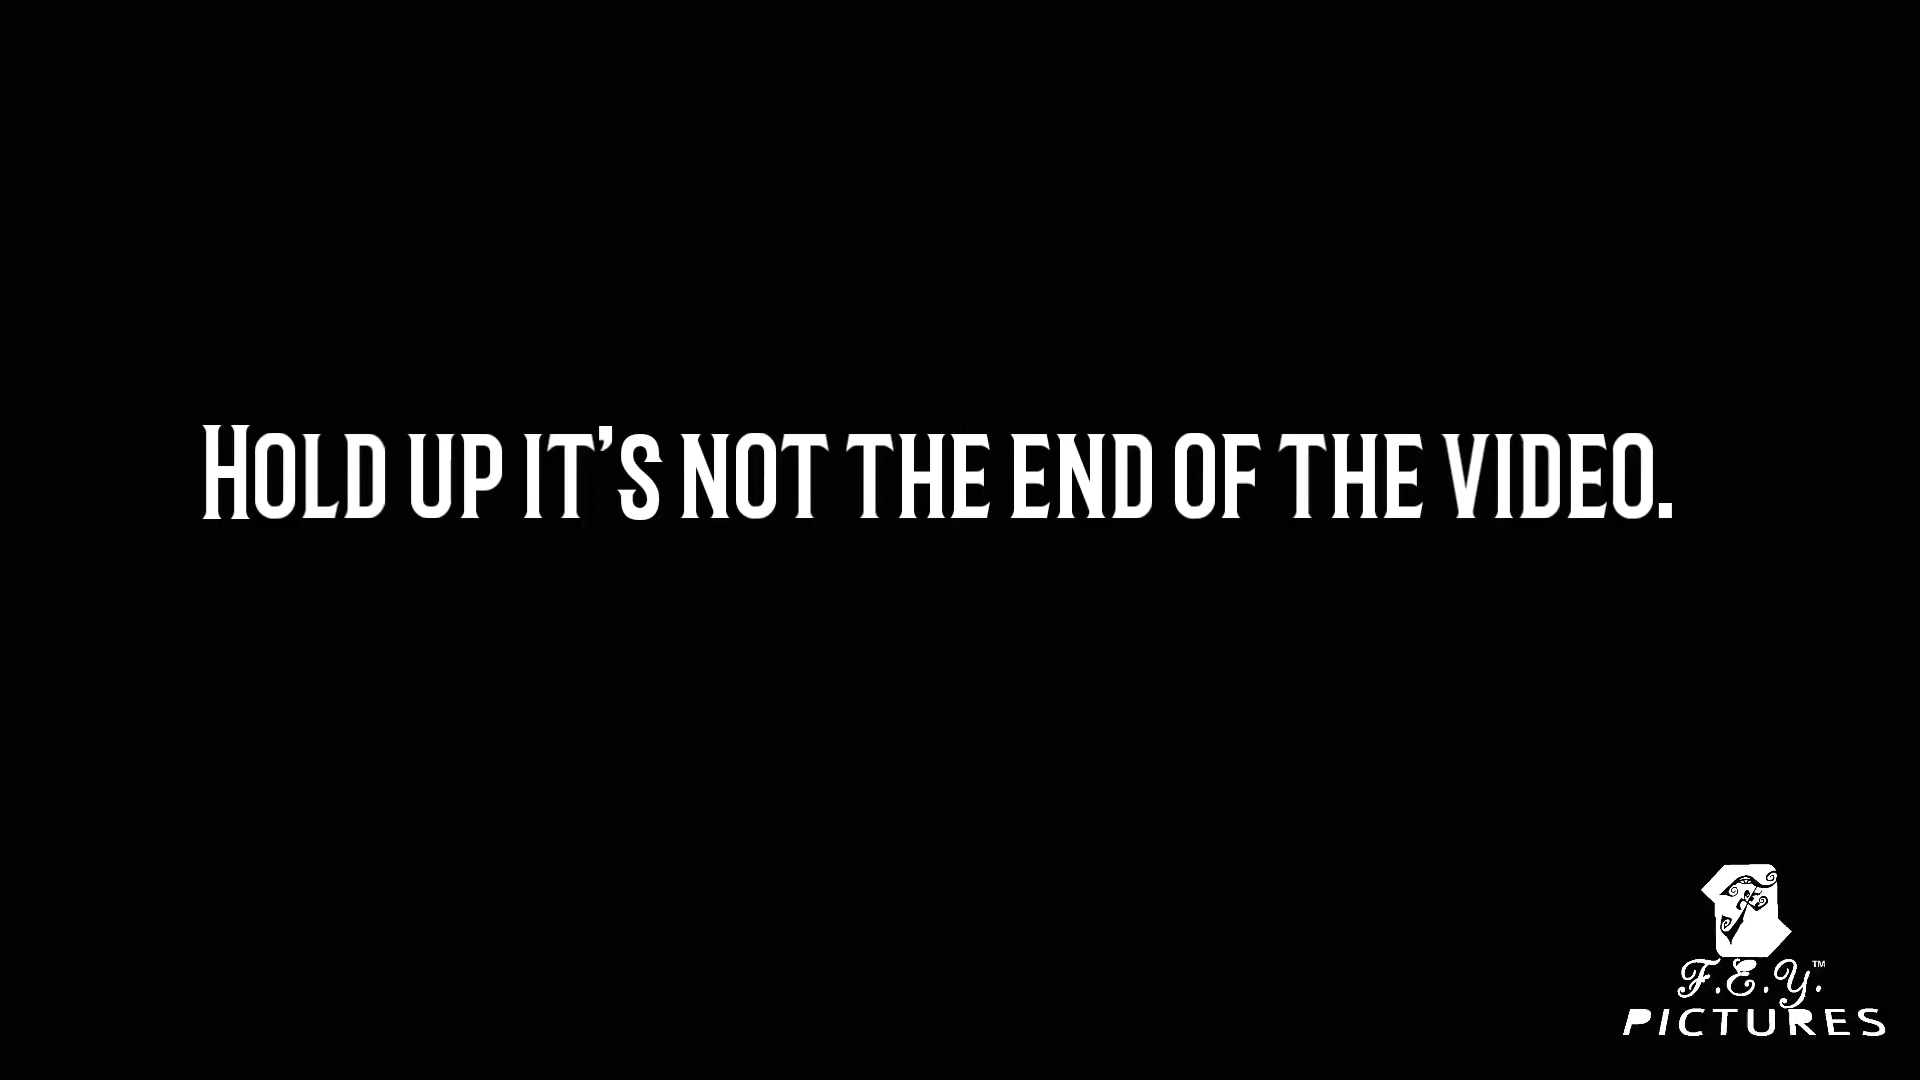 Hold up it's not the end of the video.
F.E.Y.™
PICTURES